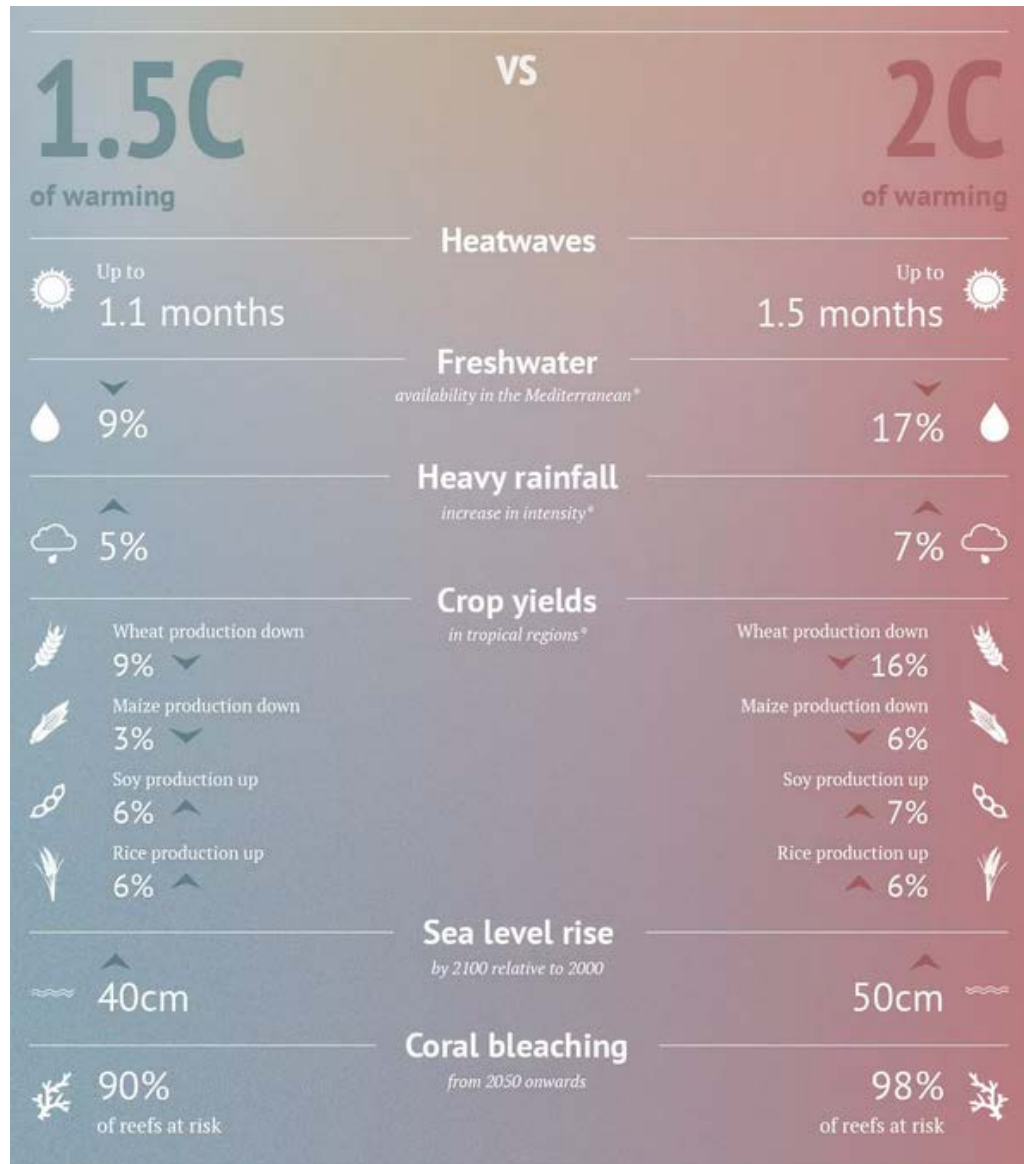 1.5C
VS
2C
of warming
of warming
Heatwaves
Up to
Up to
1.1 months
1.5 months
Freshwater
availability in the Mediterranean*
9%
17%
Heavy rainfall
increase in intensity*
5%
7%
Crop yields
in tropical regions*
Wheat production down
9%
Wheat production down
16%
Maize production down
3%
Maize production down
6%
Soy production up
6%
Soy production up
7%
Rice production up
6%
Rice production up
6%
Sea level rise
by 2100 relative to 2000
40cm
50cm
Coral bleaching
from 2050 onwards
90%
of reefs at risk
98%
of reefs at risk